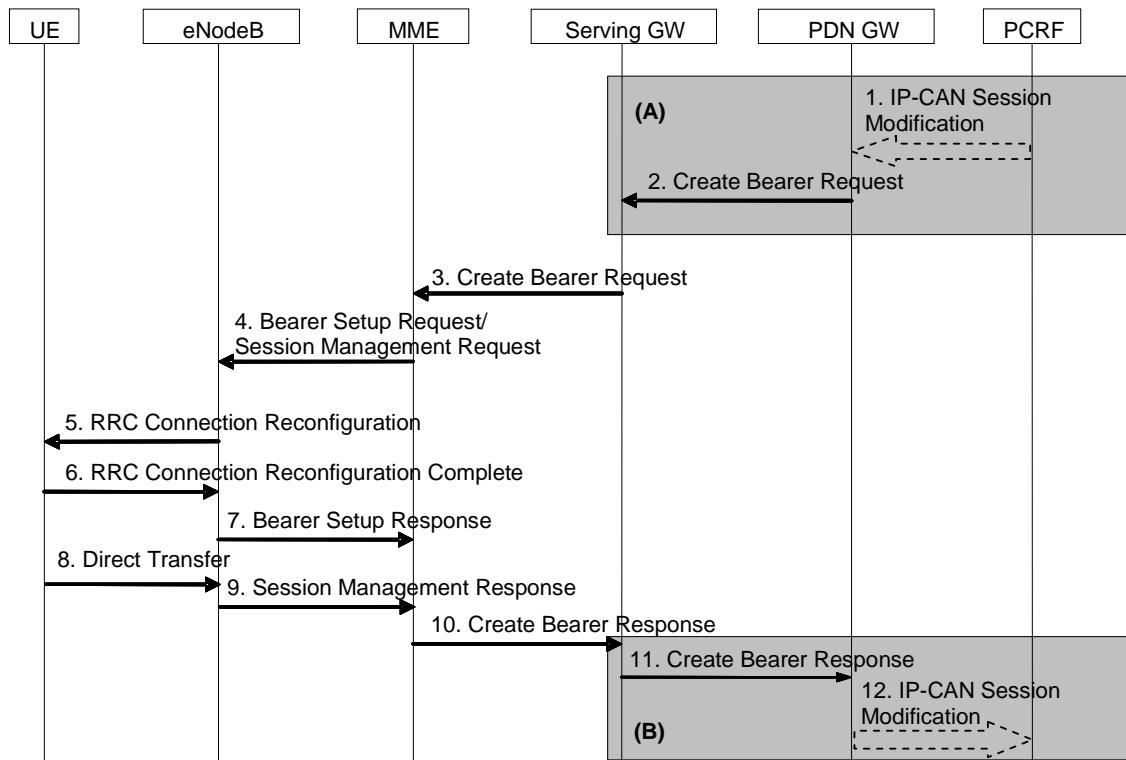 UE eNodeB MME Serving GW PDN GW PCRF
(A)
1. IP-CAN Session
Modification
2. Create Bearer Request
3. Create Bearer Request
4. Bearer Setup Request/
Session Management Request
5. RRC Connection Reconfiguration
6. RRC Connection Reconfiguration Complete
7. Bearer Setup Response
8. Direct Transfer
9. Session Management Response
10. Create Bearer Response
11. Create Bearer Response
12. IP-CAN Session
Modification
(B)